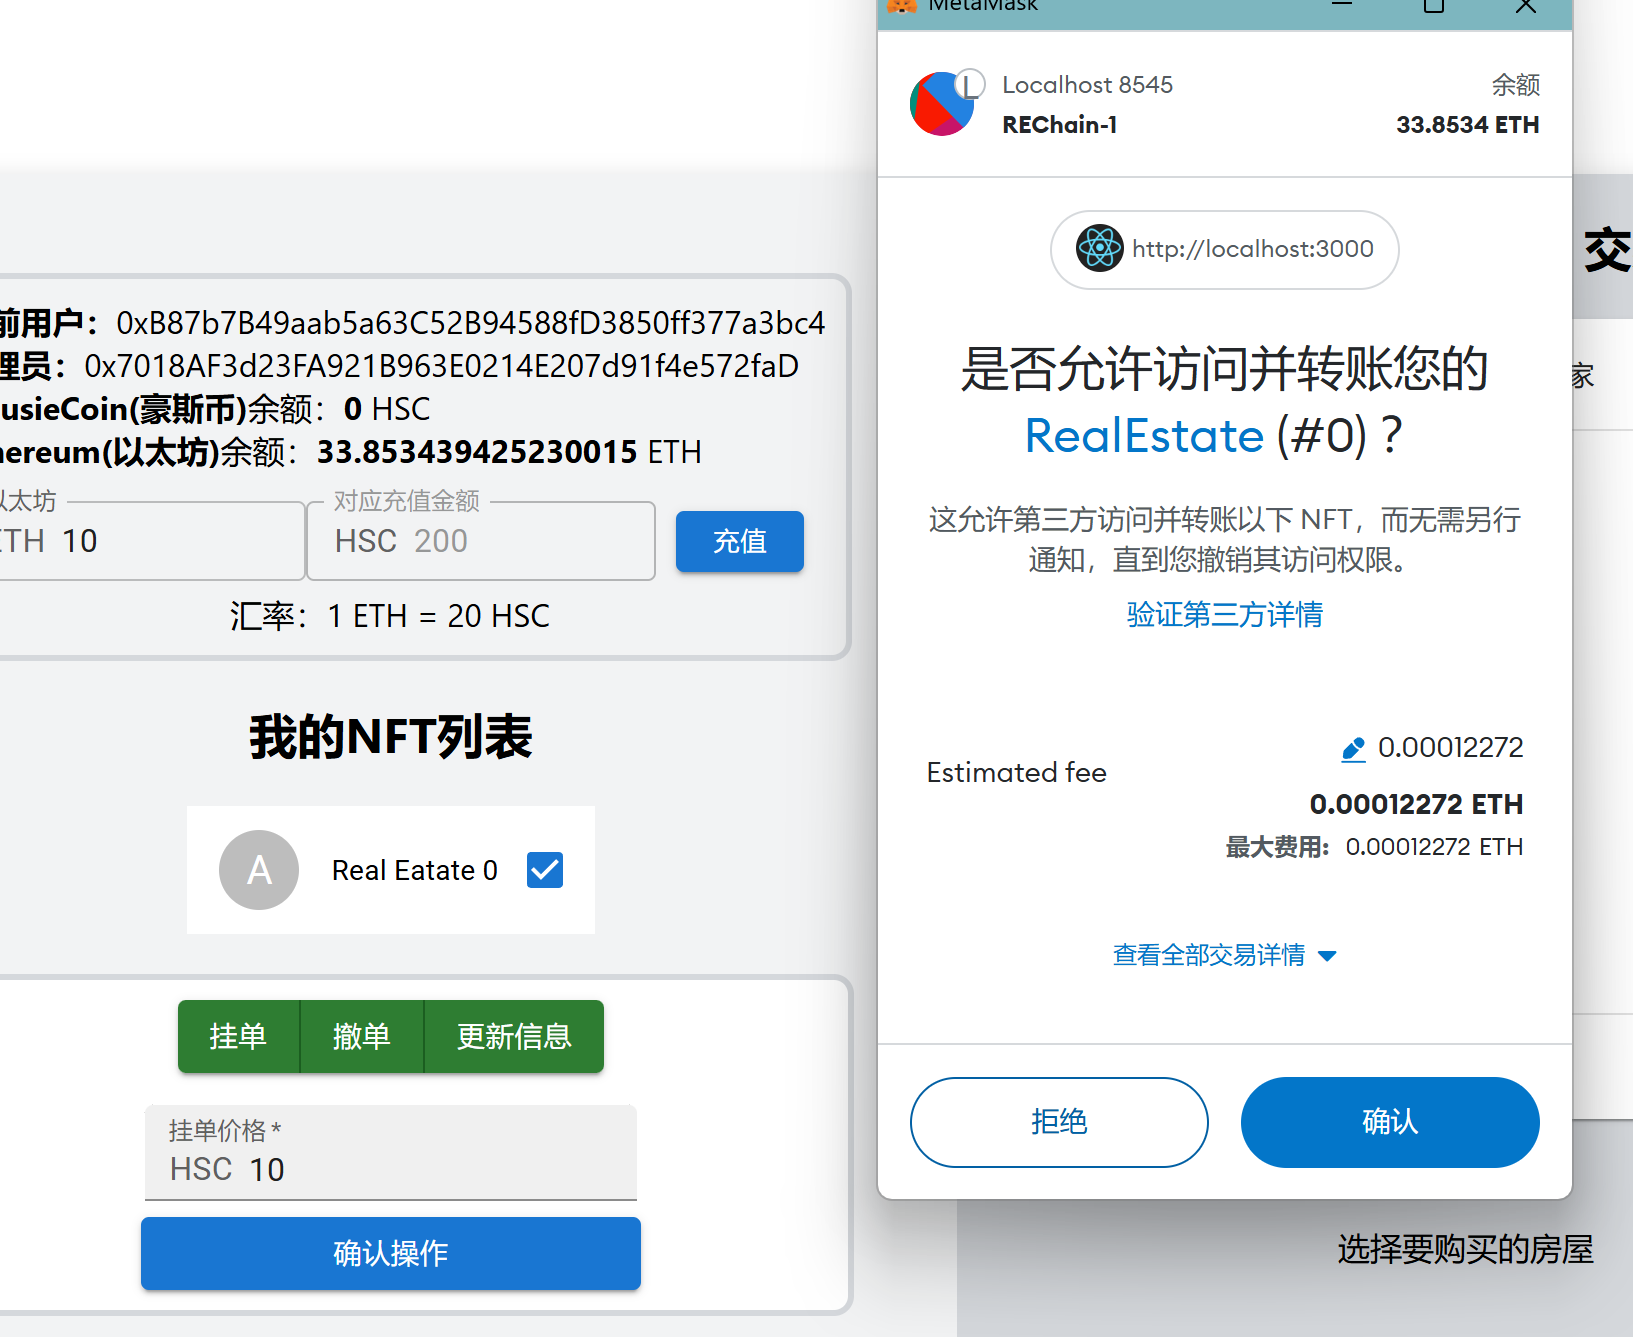 MetaMask
L
Localhost 8545
余额
REChain-1
33.8534 ETH
http://localhost:3000
是否允许访问并转账您的
RealEstate (#0)？
这允许第三方访问并转账以下 NFT，而无需另行
通知，直到您撤销其访问权限。
验证第三方详情
Estimated fee
0.00012272
0.00012272 ETH
最大费用： 0.00012272 ETH
查看全部交易详情
拒绝
确认
前用户：0xB87b7B49aab5a63C52B94588fD3850ff377a3bc4
理员：0x7018AF3d23FA921B963E0214E207d91f4e572faD
usieCoin(豪斯币)余额：0 HSC
hereum(以太坊)余额：33.853439425230015 ETH
以太坊
ETH 10
对应充值金额
HSC 200
充值
汇率：1 ETH = 20 HSC
我的NFT列表
A
Real Eatate 0
挂单
撤单
更新信息
挂单价格 *
HSC 10
确认操作
交
家
选择要购买的房屋